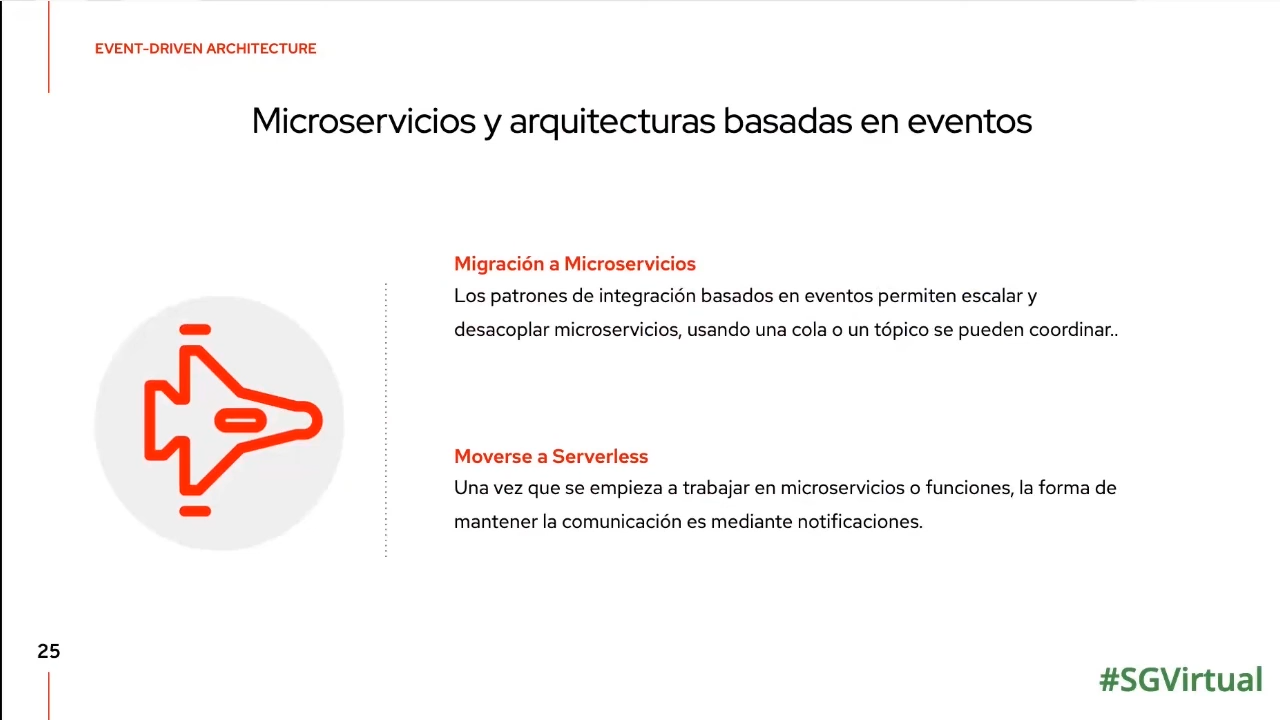 EVENT-DRIVEN ARCHITECTURE
Microservicios y arquitecturas basadas en eventos
Migración a Microservicios
Los patrones de integración basados en eventos permiten escalar y
desacoplar microservicios, usando una cola o un tópico se pueden coordinar..
Moverse a Serverless
Una vez que se empieza a trabajar en microservicios o funciones, la forma de
mantener la comunicación es mediante notificaciones.
25
#SGVirtual